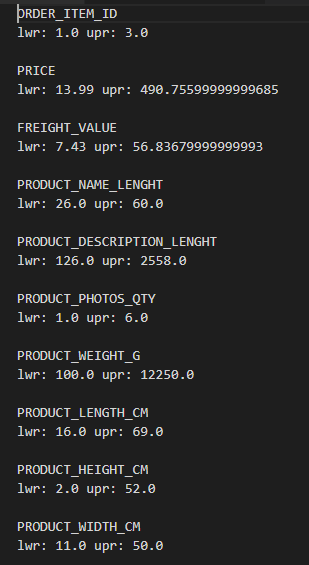 ORDER_ITEM_ID
lwr: 1.0 upr: 3.0
PRICE
lwr: 13.99 upr: 490.75599999999685
FREIGHT_VALUE
lwr: 7.43 upr: 56.83679999999993
PRODUCT_NAME_LENGHT
lwr: 26.0 upr: 60.0
PRODUCT_DESCRIPTION_LENGHT
lwr: 126.0 upr: 2558.0
PRODUCT_PHOTOS_QTY
lwr: 1.0 upr: 6.0
PRODUCT_WEIGHT_G
lwr: 100.0 upr: 12250.0
PRODUCT_LENGTH_CM
lwr: 16.0 upr: 69.0
PRODUCT_HEIGHT_CM
lwr: 2.0 upr: 52.0
PRODUCT_WIDTH_CM
lwr: 11.0 upr: 50.0